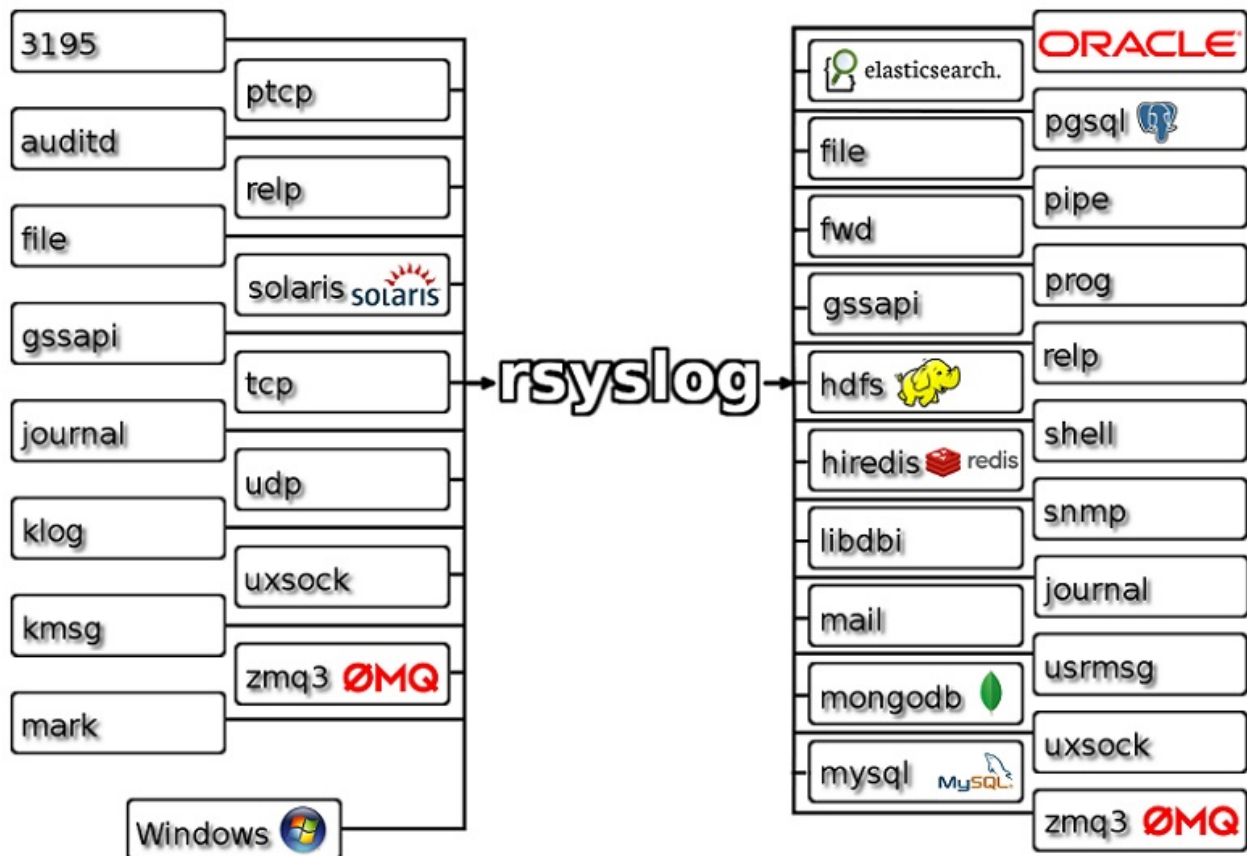 3195
ptcp
auditd
relp
file
solaris solaris
gssapi
tcp
journal
udp
klog
uxsock
kmsg
zmq3 ØMQ
mark
Windows
rsyslog
ORACLE
elasticsearch.
pgsql
file
pipe
fwd
prog
gssapi
relp
hdfs
shell
hiredis redis
snmp
libdbi
journal
mail
usrmsg
mongodb
uxsock
mysql MySQL
zmq3 ØMQ